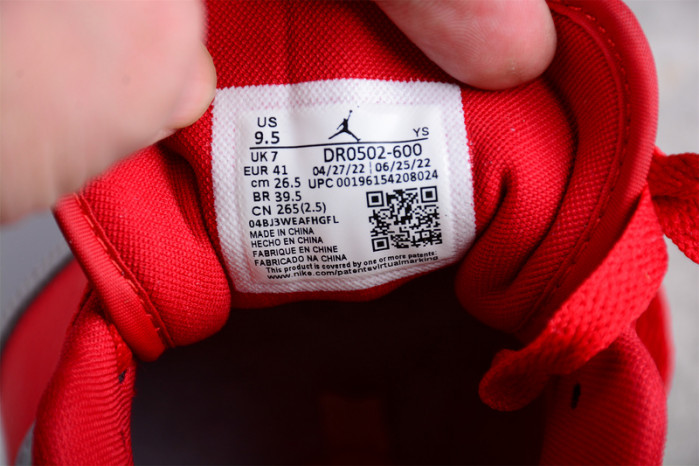 US
9.5
YS
UK 7
DR0502-600
EUR 41
04/27/22 | 06/25/22
cm 26.5
UPC 00196154208024
BR 39.5
CN 265(2.5)
04BJ3WEAFHGFL
MADE IN CHINA
HECHO EN CHINA
FABRIQUE EN CHINE
FABRICADO NA CHINA
This product is covered by one or more patents:
www.nike.com/patentsvirtualmarking